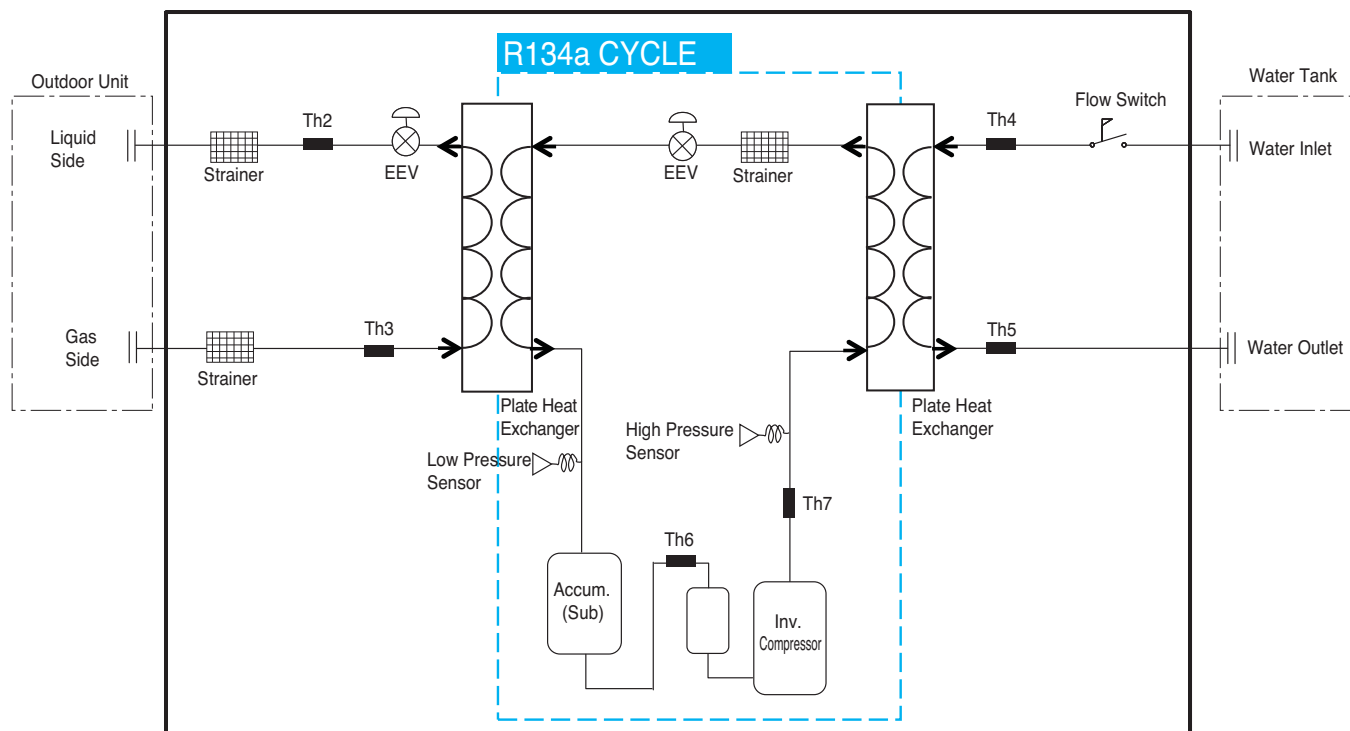 R134a CYCLE
Outdoor Unit
Water Tank
Flow Switch
Th2
Th4
Liquid
Side
Strainer
EEV
EEV
Strainer
Water Inlet
Gas
Side
Th3
Th5
Strainer
Water Outlet
Plate Heat
Exchanger
Plate Heat
Exchanger
Low Pressure
Sensor
High Pressure
Sensor
Th7
Th6
Accum.
(Sub)
Inv.
Compressor